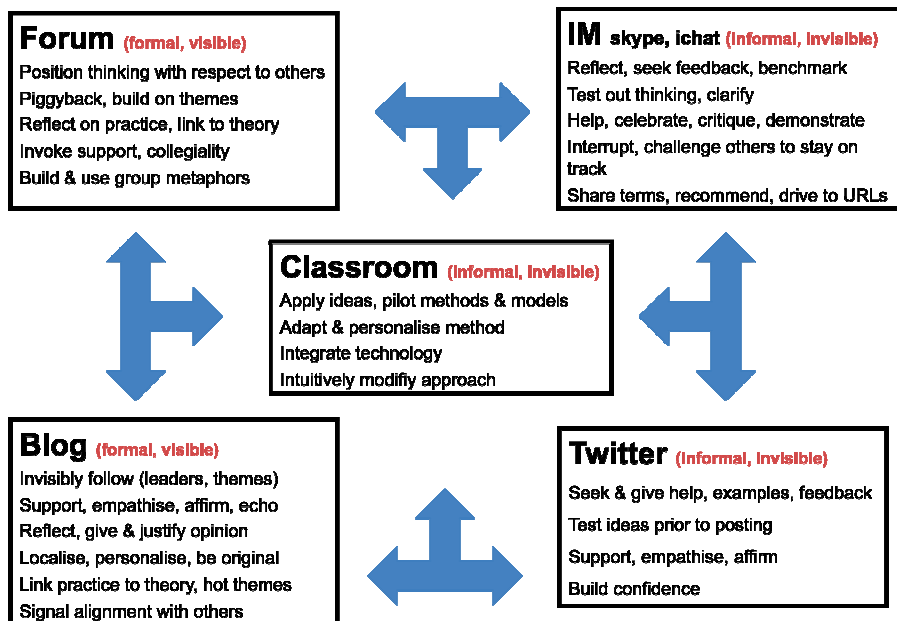 Forum (formal, visible)
Position thinking with respect to others
Piggyback, build on themes
Reflect on practice, link to theory
Invoke support, collegiality
Build & use group metaphors
IM skype, ichat (informal, invisible)
Reflect, seek feedback, benchmark
Test out thinking, clarify
Help, celebrate, critique, demonstrate
Interrupt, challenge others to stay on
track
Share terms, recommend, drive to URLs
Classroom (informal, invisible)
Apply ideas, pilot methods & models
Adapt & personalise method
Integrate technology
Intuitively modifiy approach
Blog (formal, visible)
Invisibly follow (leaders, themes)
Support, empathise, affirm, echo
Reflect, give & justify opinion
Localise, personalise, be original
Link practice to theory, hot themes
Signal alignment with others
Twitter (informal, invisible)
Seek & give help, examples, feedback
Test ideas prior to posting
Support, empathise, affirm
Build confidence